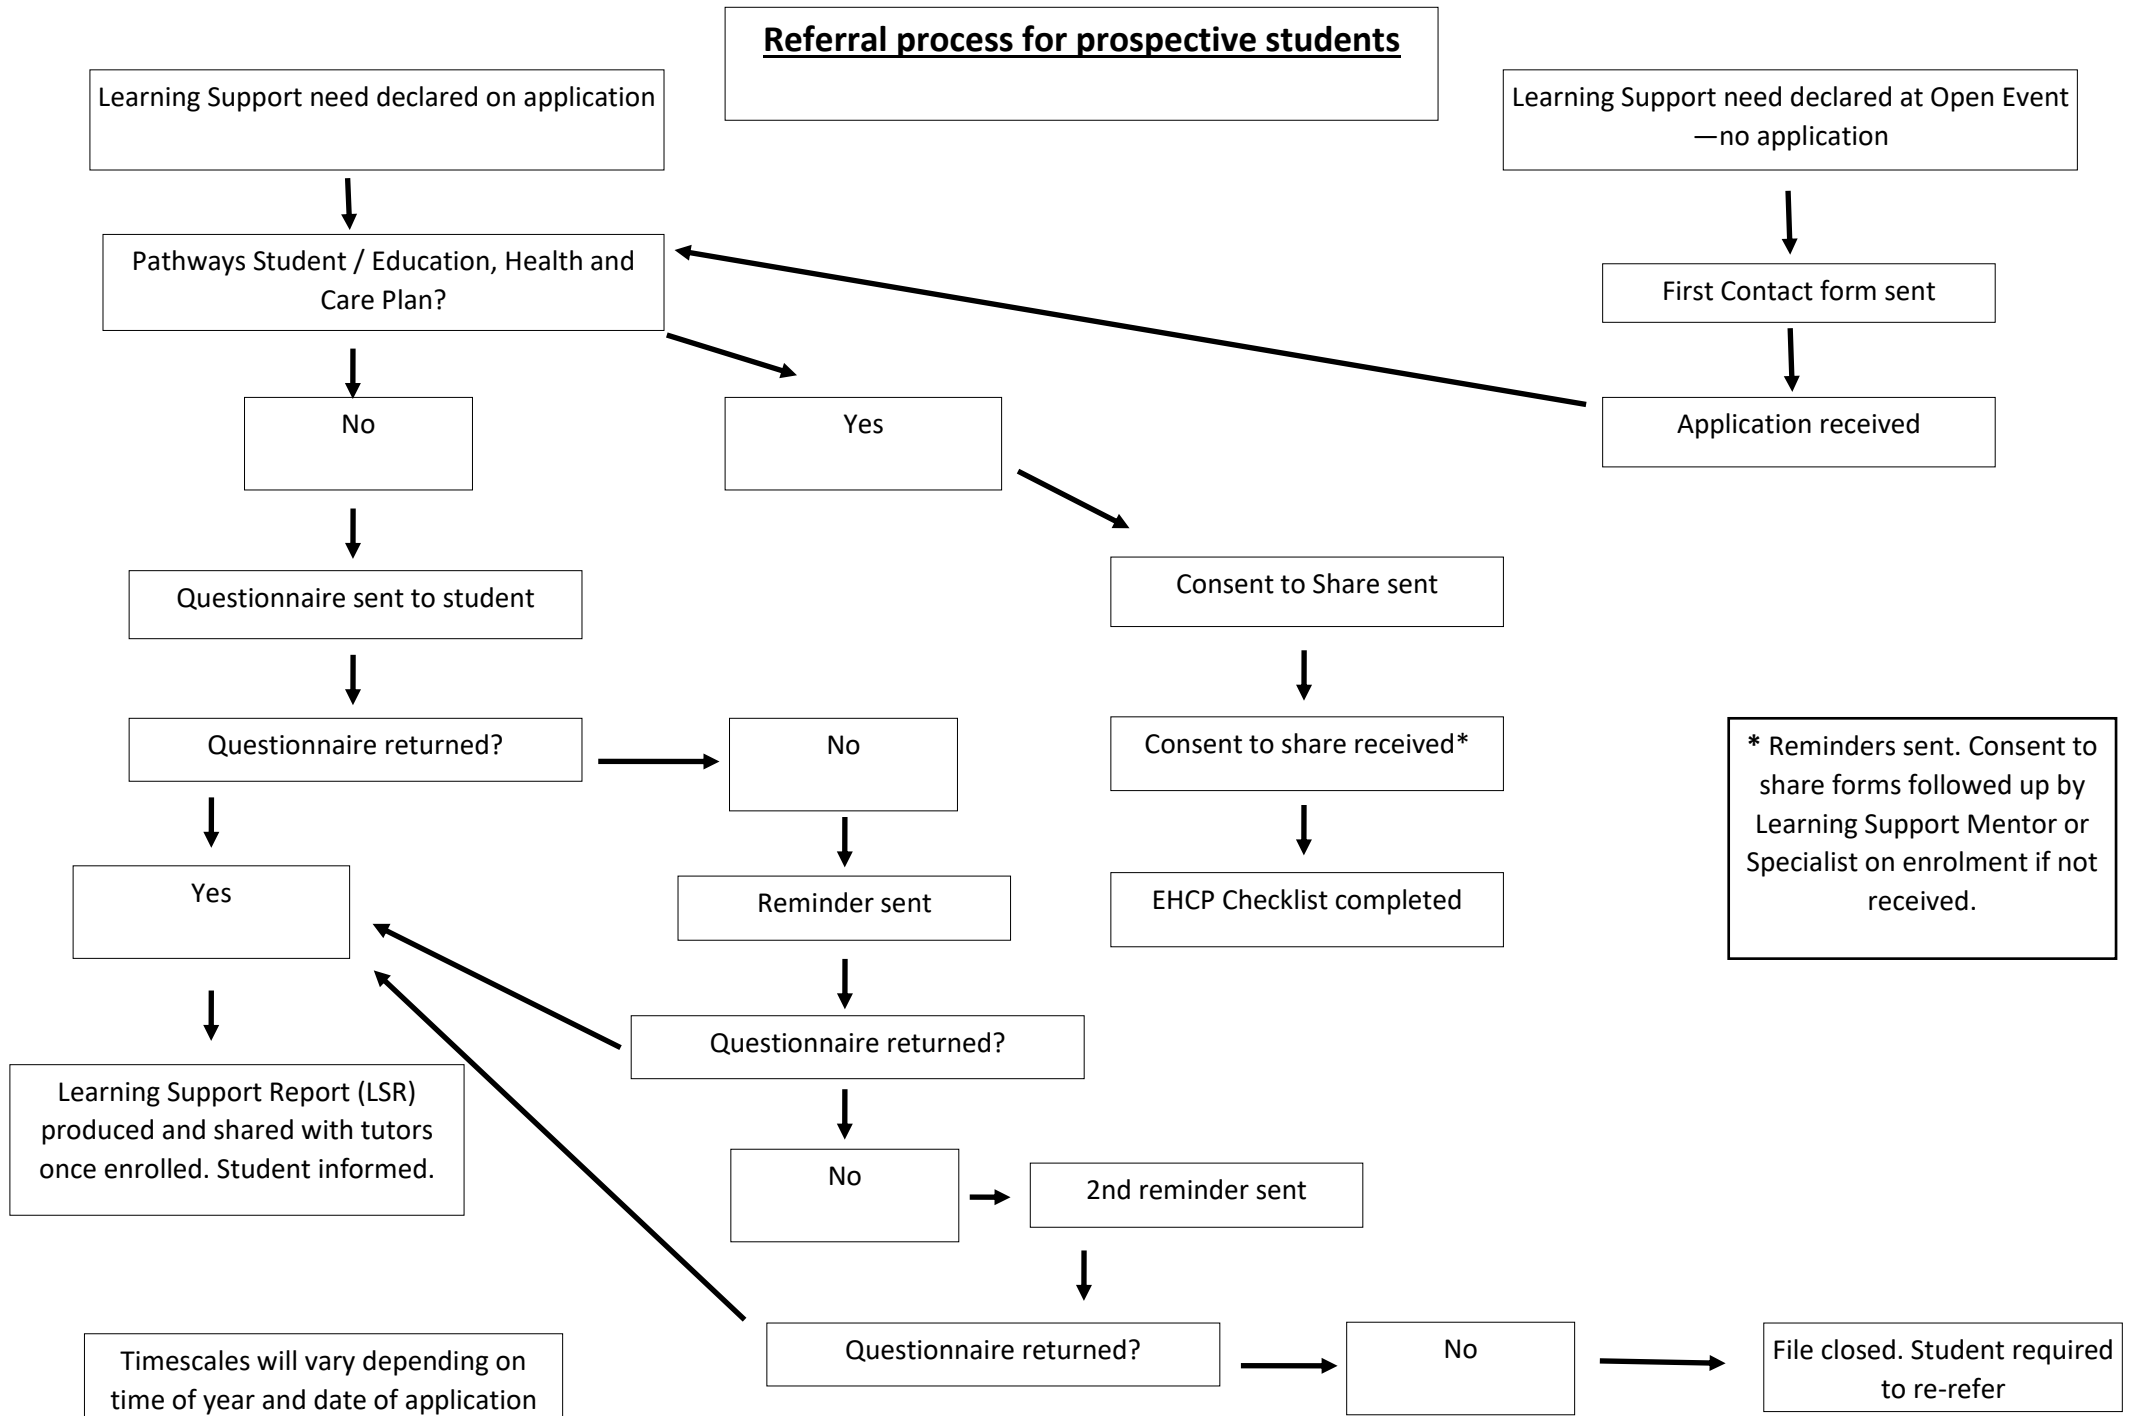 Referral process for prospective students
Learning Support need declared on application
Learning Support need declared at Open Event
—no application
Pathways Student / Education, Health and
Care Plan?
First Contact form sent
No
Yes
Application received
Questionnaire sent to student
Consent to Share sent
Questionnaire returned?
No
Consent to share received*
* Reminders sent. Consent to
share forms followed up by
Learning Support Mentor or
Specialist on enrolment if not
received.
Yes
Reminder sent
EHCP Checklist completed
Questionnaire returned?
Learning Support Report (LSR)
produced and shared with tutors
once enrolled. Student informed.
No
2nd reminder sent
Timescales will vary depending on
time of year and date of application
Questionnaire returned?
No
File closed. Student required
to re-refer